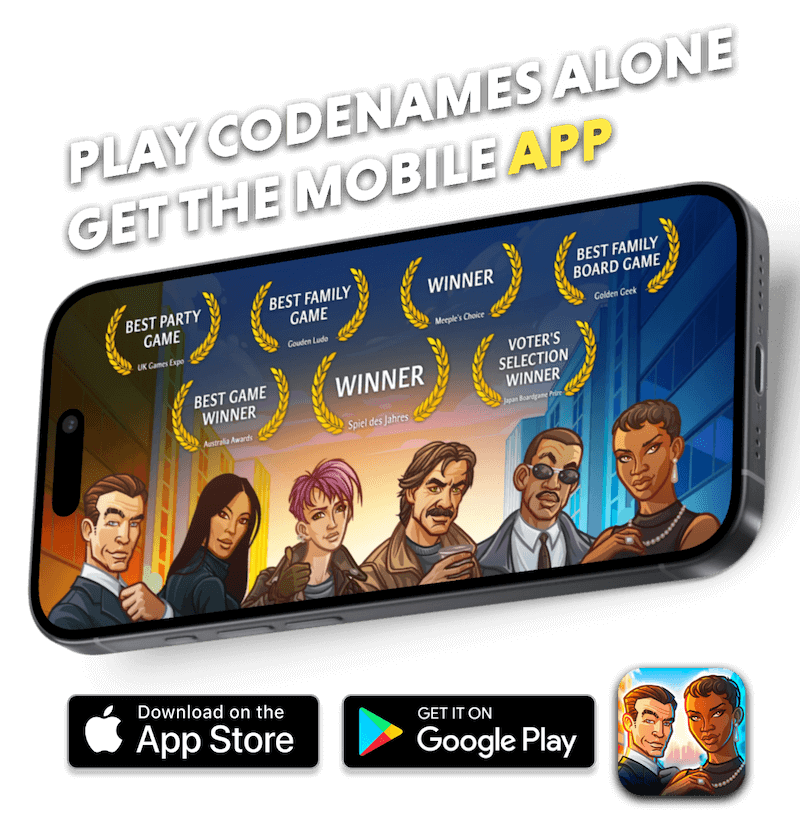 PLAY CODENAMES ALONE
GET THE MOBILE APP
BEST PARTY
GAME
UK Games Expo
BEST FAMILY
GAME
Gouden Ludo
WINNER
Meeple's Choice
BEST FAMILY
BOARD GAME
Golden Geek
BEST GAME
WINNER
Australia Awards
WINNER
Spiel des Jahres
VOTER'S
SELECTION
WINNER
Japan Boardgame Prize
Download on the
App Store
GET IT ON
Google Play